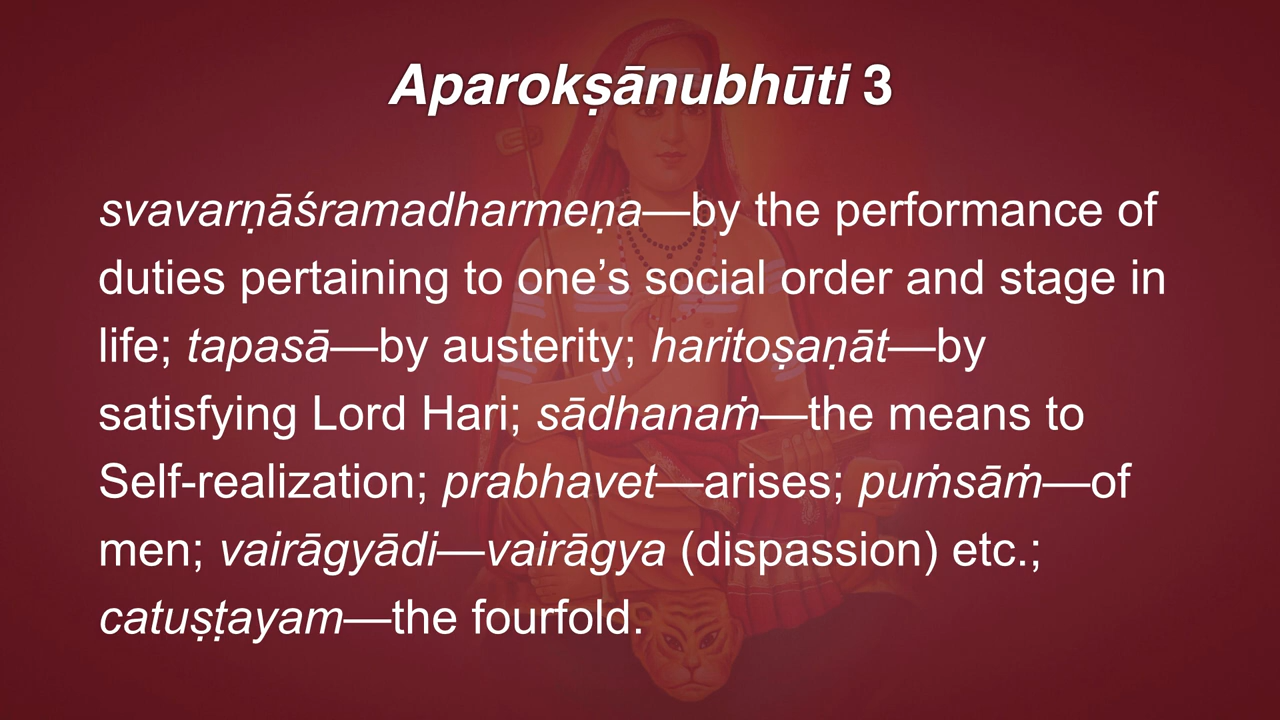 Aparokṣānubhūti 3
svavarṇāśramadharmeṇa—by the performance of
duties pertaining to one’s social order and stage in
life; tapasā—by austerity; haritoṣaṇāt—by
satisfying Lord Hari; sādhanaṁ—the means to
Self-realization; prabhavet—arises; puṁsāṁ—of
men; vairāgyādi—vairāgya (dispassion) etc.;
catuṣṭayam—the fourfold.